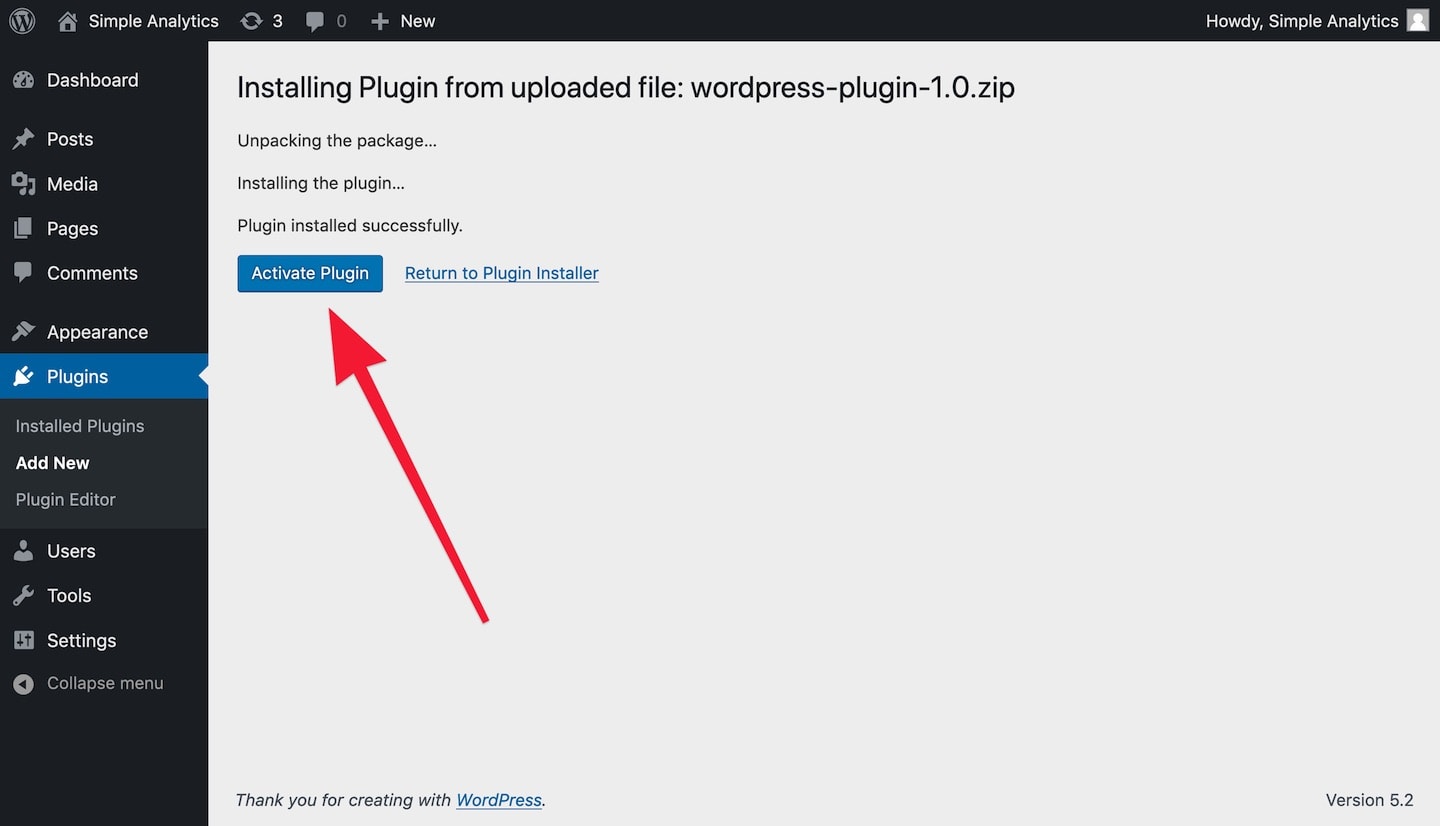 Simple Analytics 3 0 New Howdy, Simple Analytics
Dashboard
Posts
Media
Pages
Comments
Appearance
Plugins
Installed Plugins
Add New
Plugin Editor
Users
Tools
Settings
Collapse menu
Installing Plugin from uploaded file: wordpress-plugin-1.0.zip
Unpacking the package...
Installing the plugin...
Plugin installed successfully.
Activate Plugin Return to Plugin Installer
Thank you for creating with WordPress. Version 5.2